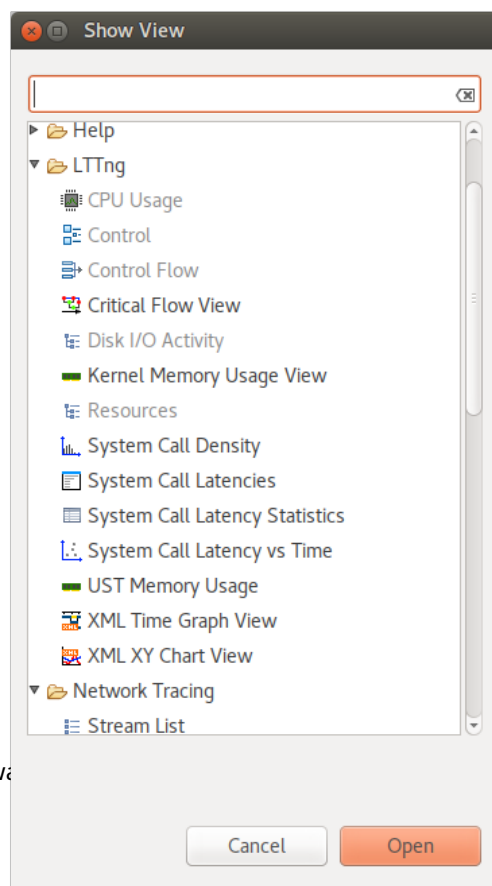 Show View
Help
LTTng
CPU Usage
Control
Control Flow
Critical Flow View
Disk I/O Activity
Kernel Memory Usage View
Resources
System Call Density
System Call Latencies
System Call Latency Statistics
System Call Latency vs Time
UST Memory Usage
XML Time Graph View
XML XY Chart View
Network Tracing
Stream List
Cancel Open